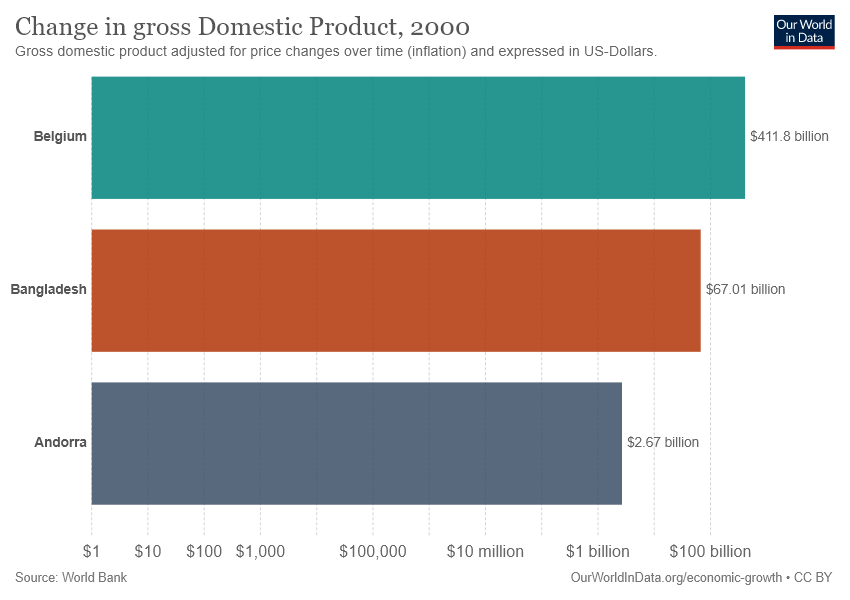 Change in gross Domestic Product, 2000
Our World
in Data
Gross domestic product adjusted for price changes over time (inflation) and expressed in US-Dollars.
Belgium
$411.8 billion
Bangladesh
$67.01 billion
Andorra
$2.67 billion
$1 $10 $100 $1,000 $100,000 $10 million $1 billion $100 billion
Source: World Bank
OurWorldInData.org/economic-growth • CC BY